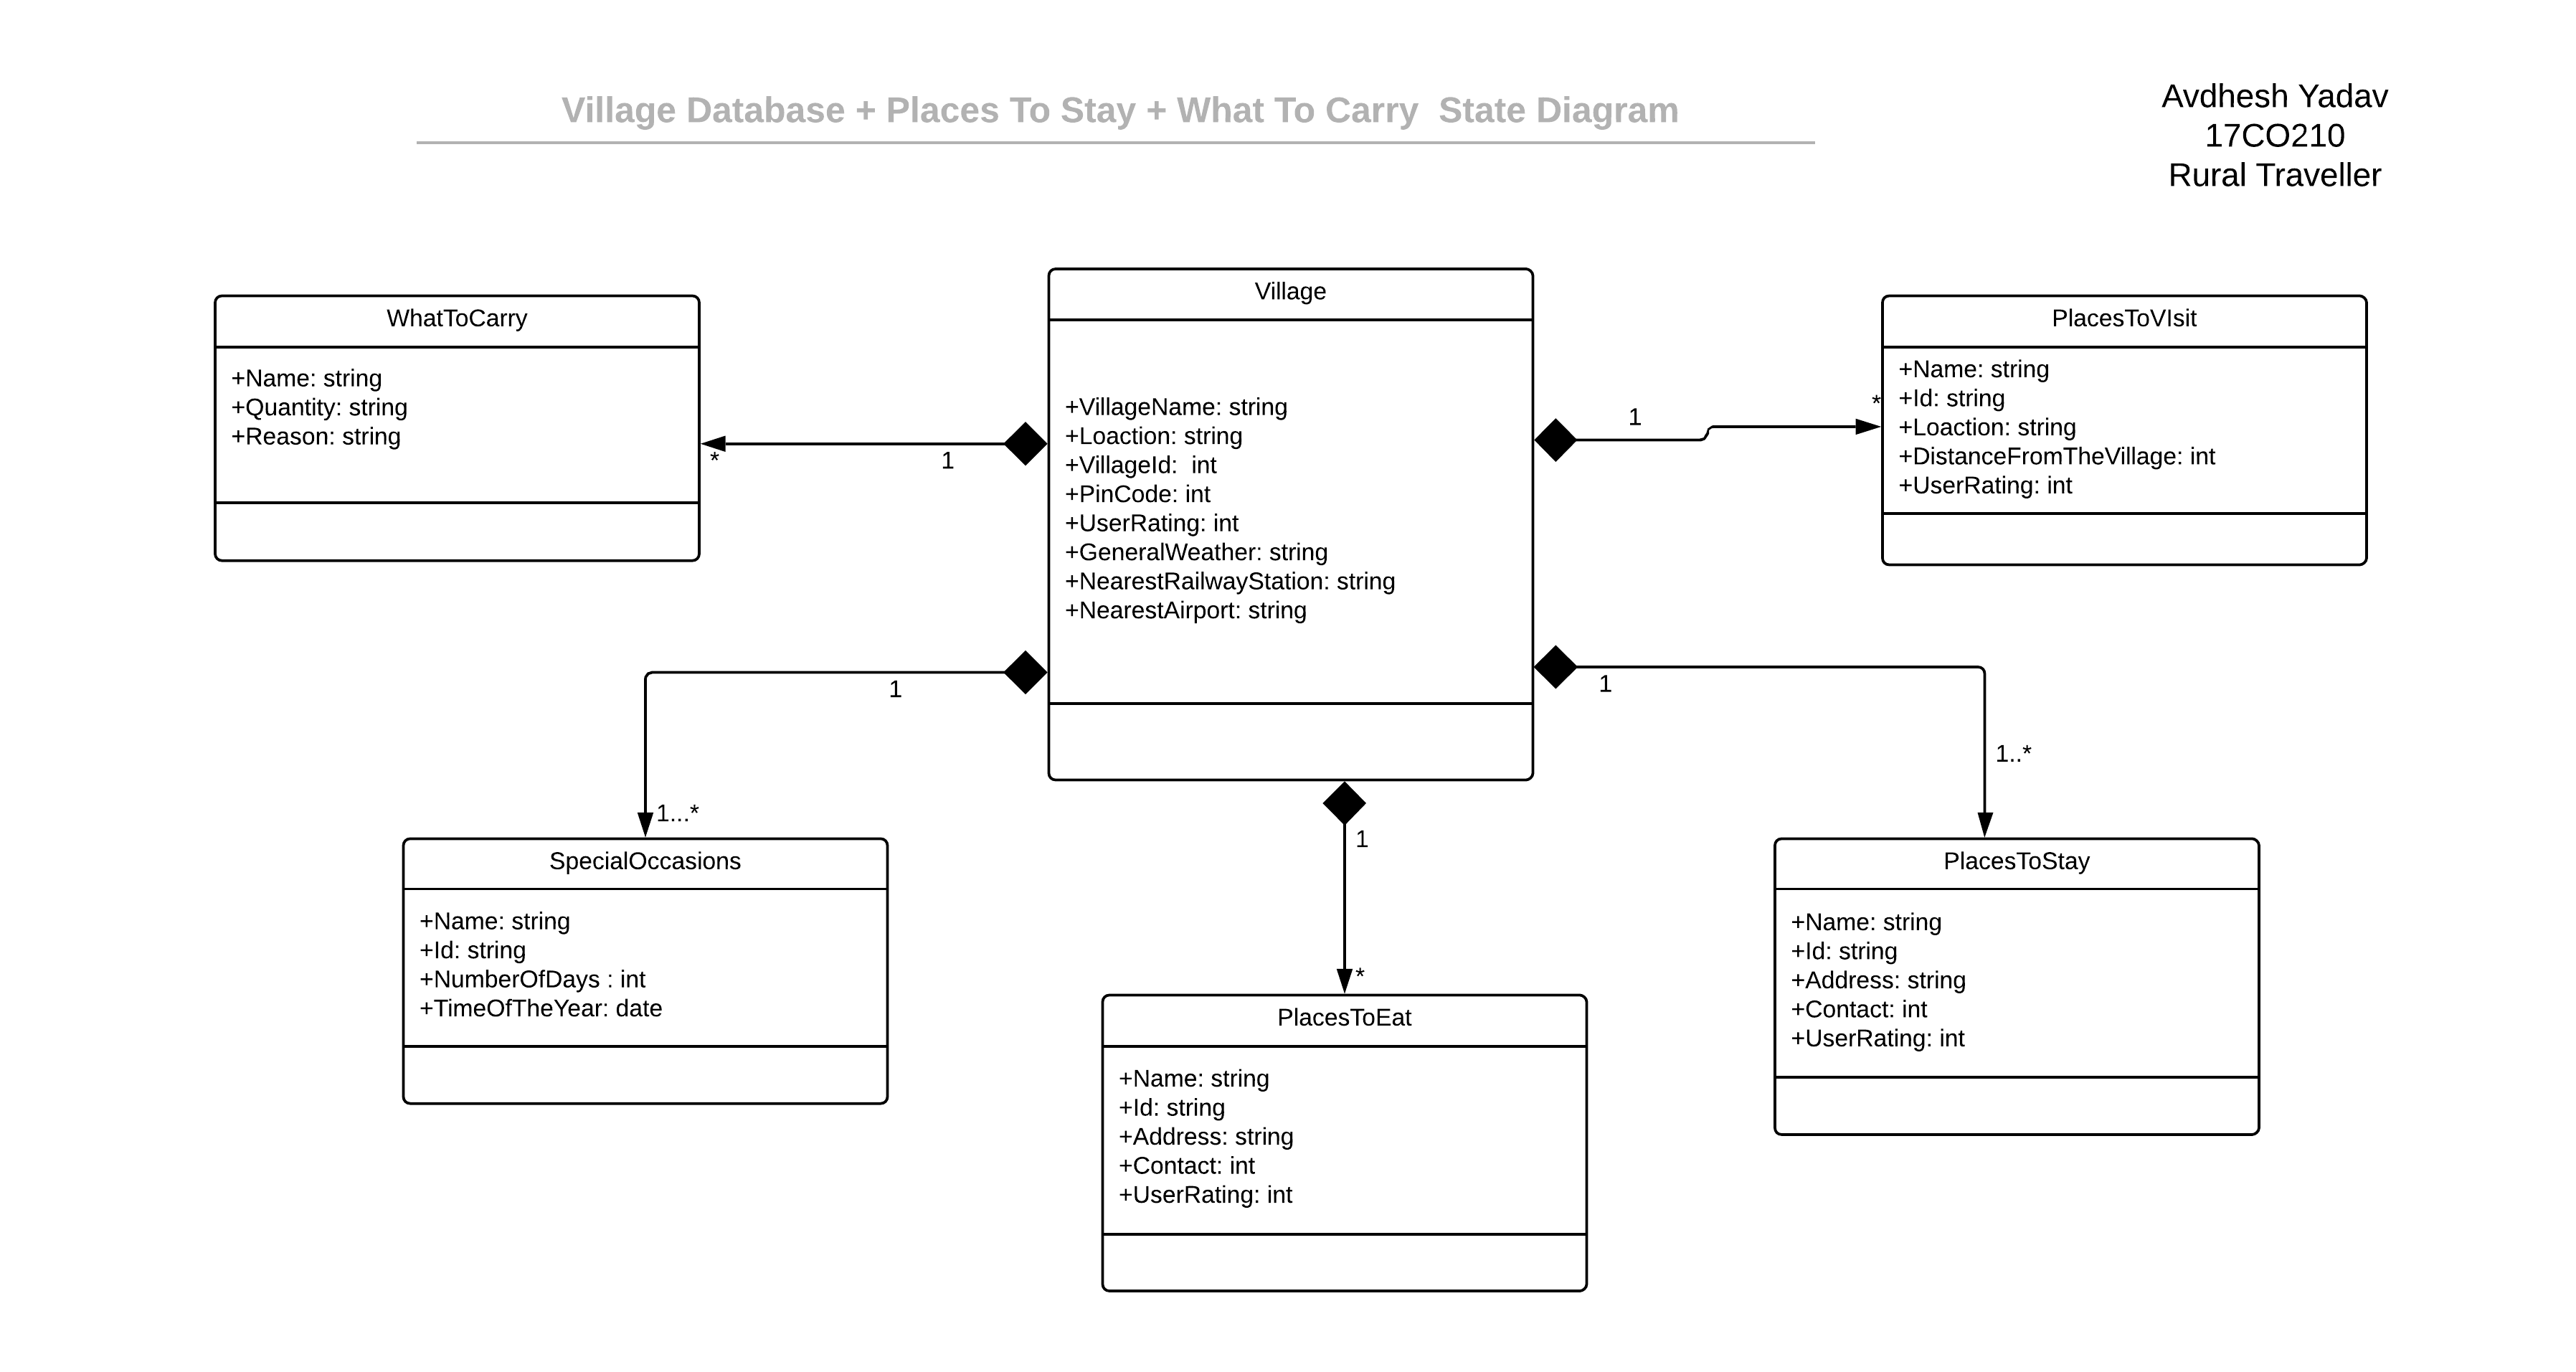 Village Database + Places To Stay + What To Carry  State Diagram
Avdhesh Yadav
17CO210
Rural Traveller
WhatToCarry
+Name: string
+Quantity: string
+Reason: string
*
1
Village
+VillageName: string
+Loaction: string
+VillageId:  int
+PinCode: int
+UserRating: int
+GeneralWeather: string
+NearestRailwayStation: string
+NearestAirport: string
1
*
PlacesToVIsit
+Name: string
+Id: string
+Loaction: string
+DistanceFromTheVillage: int
+UserRating: int
1
1...*
SpecialOccasions
+Name: string
+Id: string
+NumberOfDays : int
+TimeOfTheYear: date
1
*
PlacesToEat
+Name: string
+Id: string
+Address: string
+Contact: int
+UserRating: int
1
1..*
PlacesToStay
+Name: string
+Id: string
+Address: string
+Contact: int
+UserRating: int